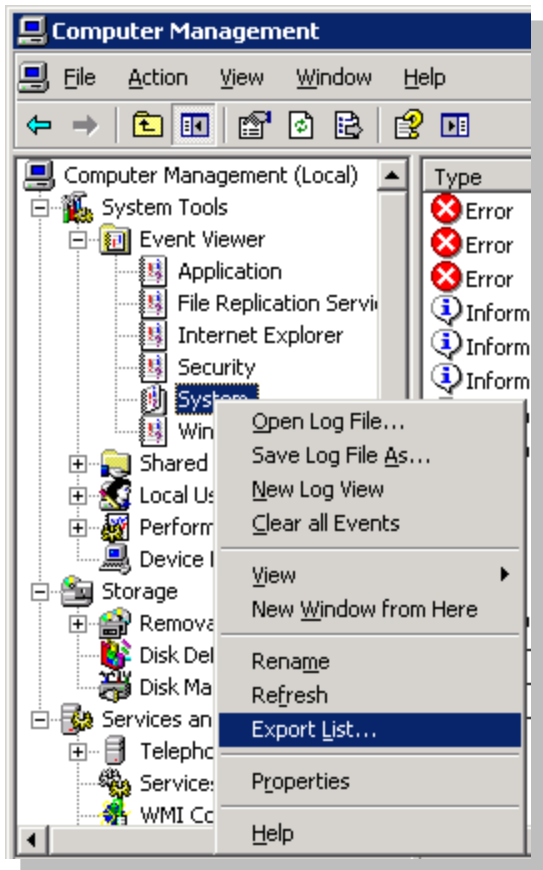 Computer Management
File Action View Window Help
Computer Management (Local)
System Tools
Event Viewer
Application
File Replication Servi
Internet Explorer
Security
System
Win
Shared
Local Us
Perform
Device
Storage
Remova
Disk Def
Disk Ma
Services an
Telepho
Services
WMI Co
Type
Error
Error
Error
Inform
Inform
Inform
Open Log File...
Save Log File As...
New Log View
Clear all Events
View
New Window from Here
Rename
Refresh
Export List...
Properties
Help